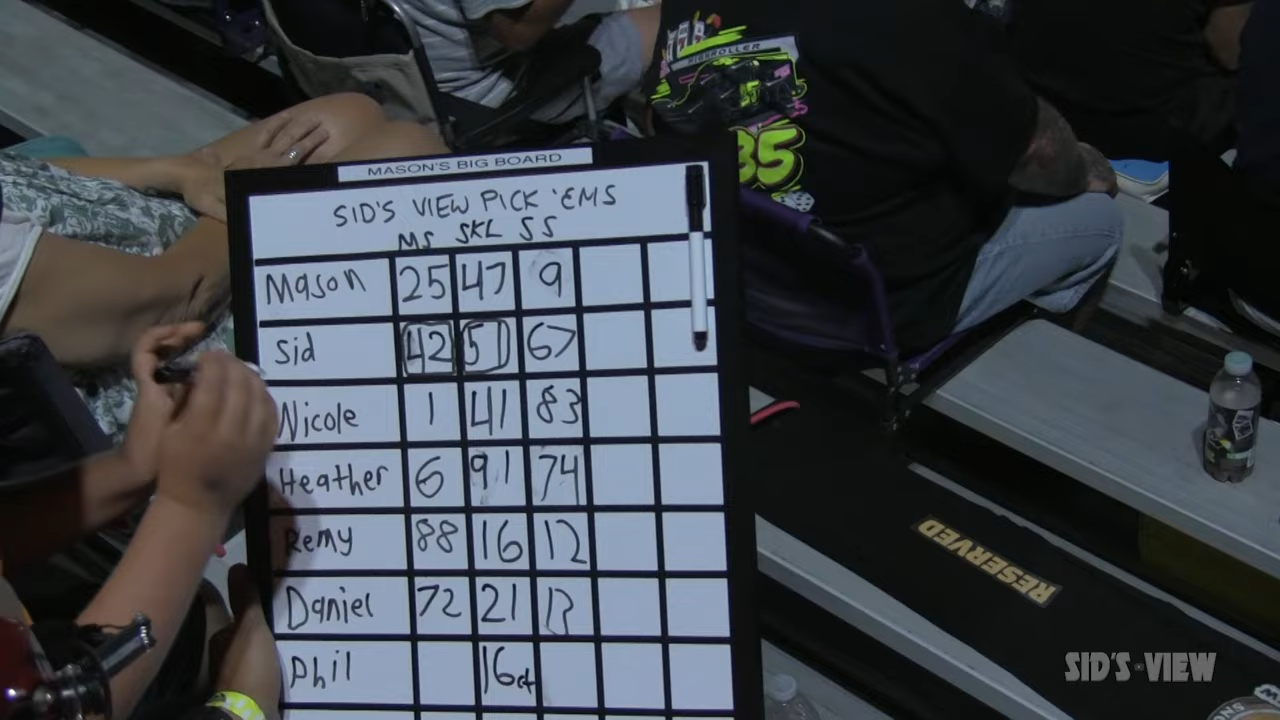 HIGHROLLER
35
MASON'S BIG BOARD
SID'S VIEW PICK 'EMS
MS SKL SS
Mason 25 47 9
Sid 42 51 67
Nicole 1 41 83
Heather 6 91 74
Remy 88 16 12
Daniel 72 21 13
Phil 16ct
RESERVED
SID'S VIEW